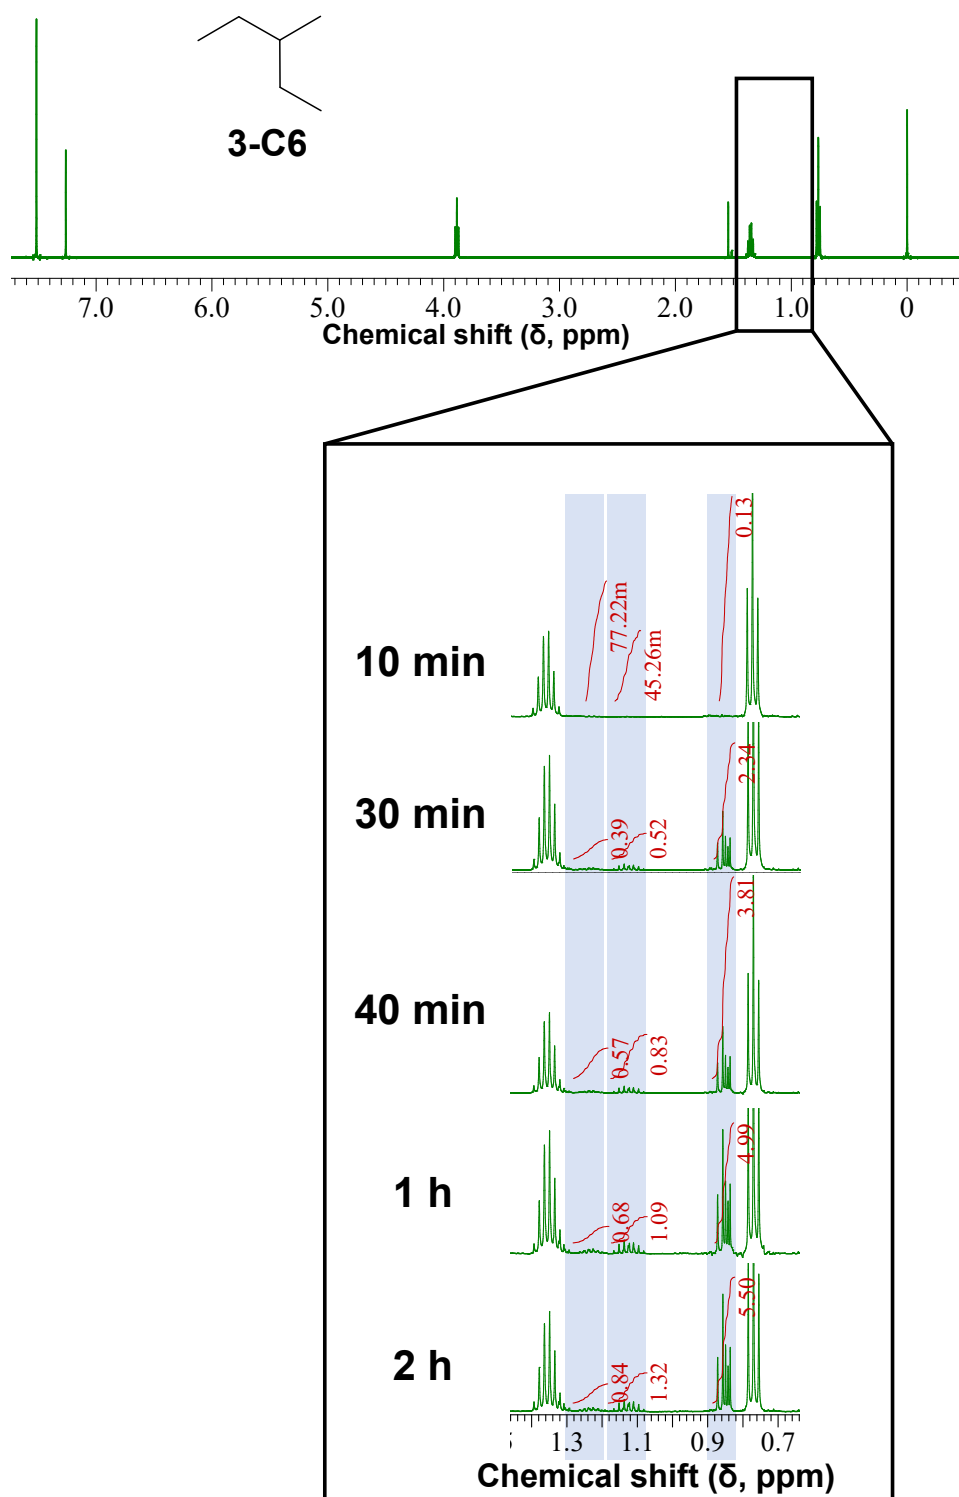 3-C6
7.0 6.0 5.0 4.0 3.0 2.0 1.0 0
Chemical shift (δ, ppm)
10 min
77.22m
45.26m
0.13
30 min
0.39
0.52
2.34
40 min
0.57
0.83
3.81
1 h
0.68
1.09
4.99
2 h
0.84
1.32
5.50
1.3 1.1 0.9 0.7
Chemical shift (δ, ppm)